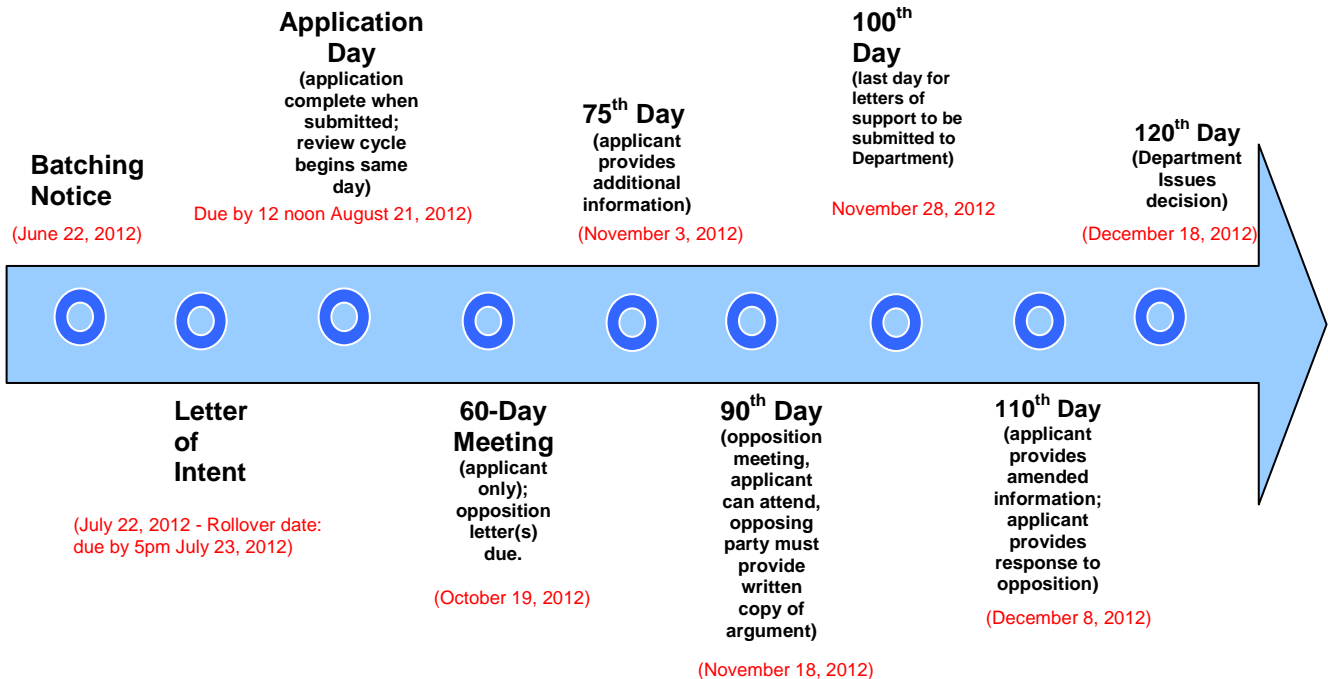 Batching
Notice
(June 22, 2012)
Letter
of
Intent
(July 22, 2012 - Rollover date:
due by 5pm July 23, 2012)
Application
Day
(application
complete when
submitted;
review cycle
begins same
day)
Due by 12 noon August 21, 2012)
60-Day
Meeting
(applicant
only);
opposition
letter(s)
due.
(October 19, 2012)
75th Day
(applicant
provides
additional
information)
(November 3, 2012)
90th Day
(opposition
meeting,
applicant
can attend,
opposing
party must
provide
written
copy of
argument)
(November 18, 2012)
100th
Day
(last day for
letters of
support to be
submitted to
Department)
November 28, 2012
110th Day
(applicant
provides
amended
information;
applicant
provides
response to
opposition)
(December 8, 2012)
120th Day
(Department
Issues
decision)
(December 18, 2012)